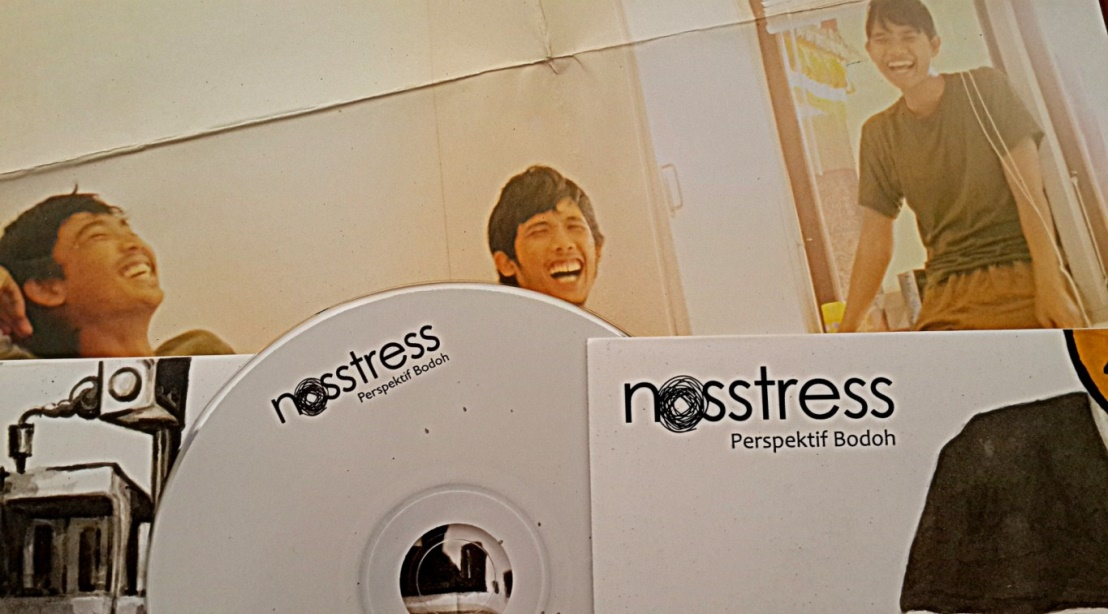 nosstress
Perspektif Bodoh
nosstress
Perspektif Bodoh